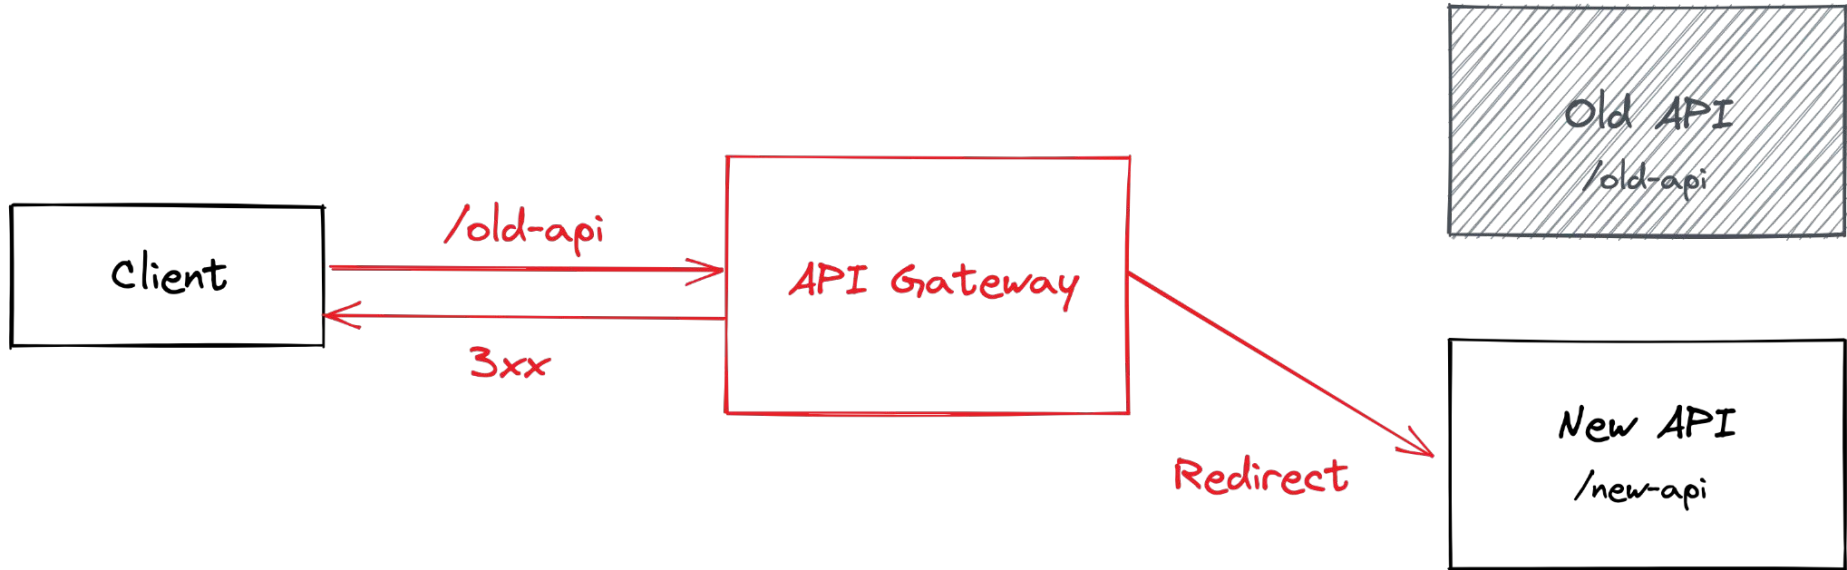 Client
/old-api
3xx
API Gateway
Redirect
Old API
/old-api
New API
/new-api